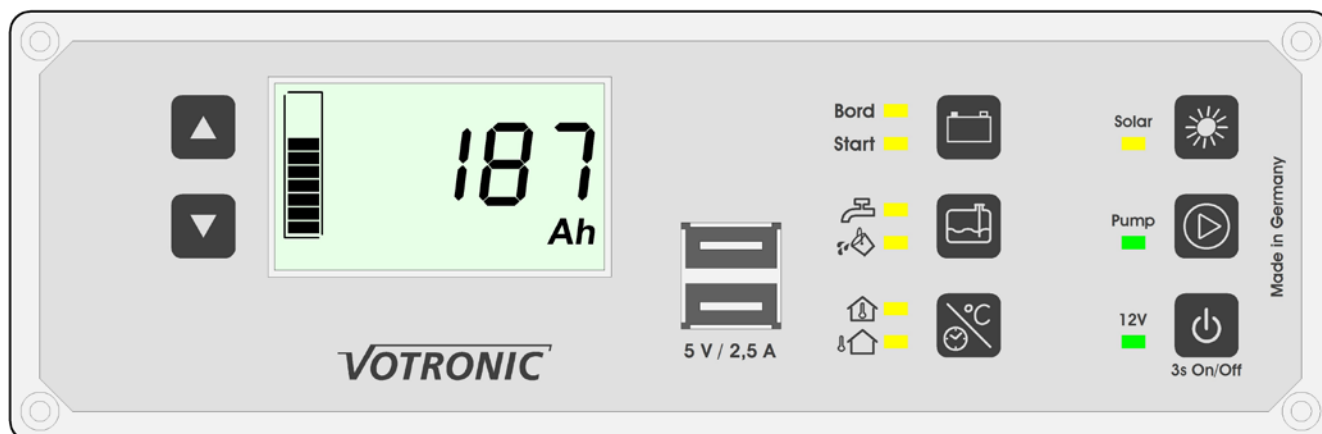 187
Ah
VOTRONIC
5 V / 2,5 A
Bord
Start
°C
Solar
Pump
12V
3s On/Off
Made in Germany